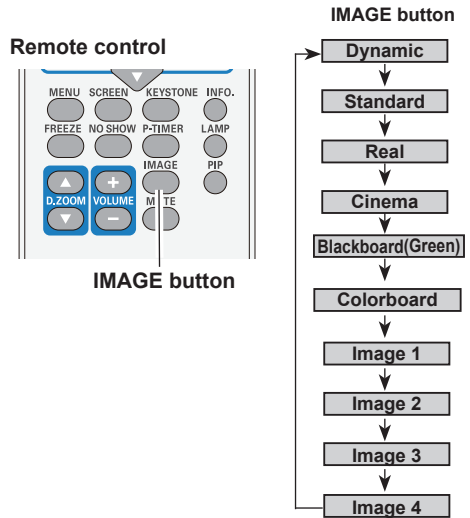 IMAGE button
Remote control
MENU SCREEN KEYSTONE INFO.
FREEZE NO SHOW P-TIMER LAMP
IMAGE PIP
D.ZOOM VOLUME MUTE
IMAGE button
Dynamic
Standard
Real
Cinema
Blackboard(Green)
Colorboard
Image 1
Image 2
Image 3
Image 4